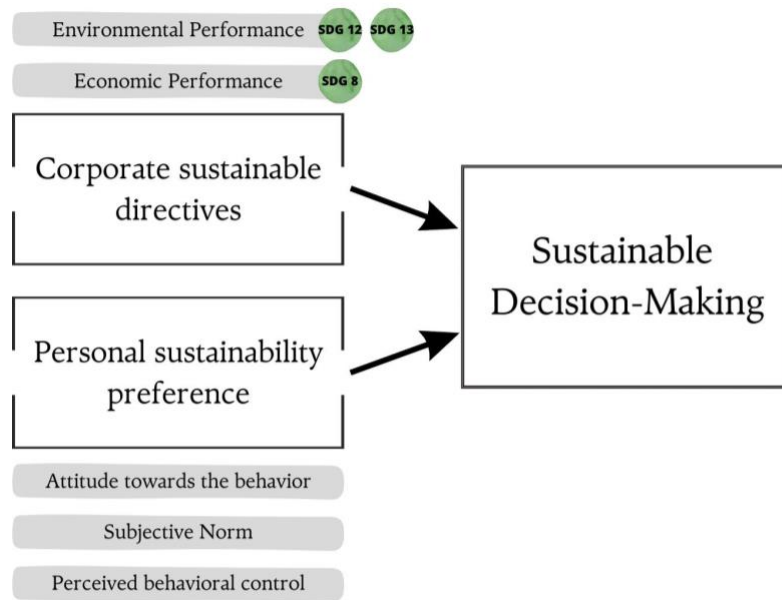 Environmental Performance SDG 12 SDG 13
Economic Performance SDG 8
Corporate sustainable
directives
Sustainable
Decision-Making
Personal sustainability
preference
Attitude towards the behavior
Subjective Norm
Perceived behavioral control